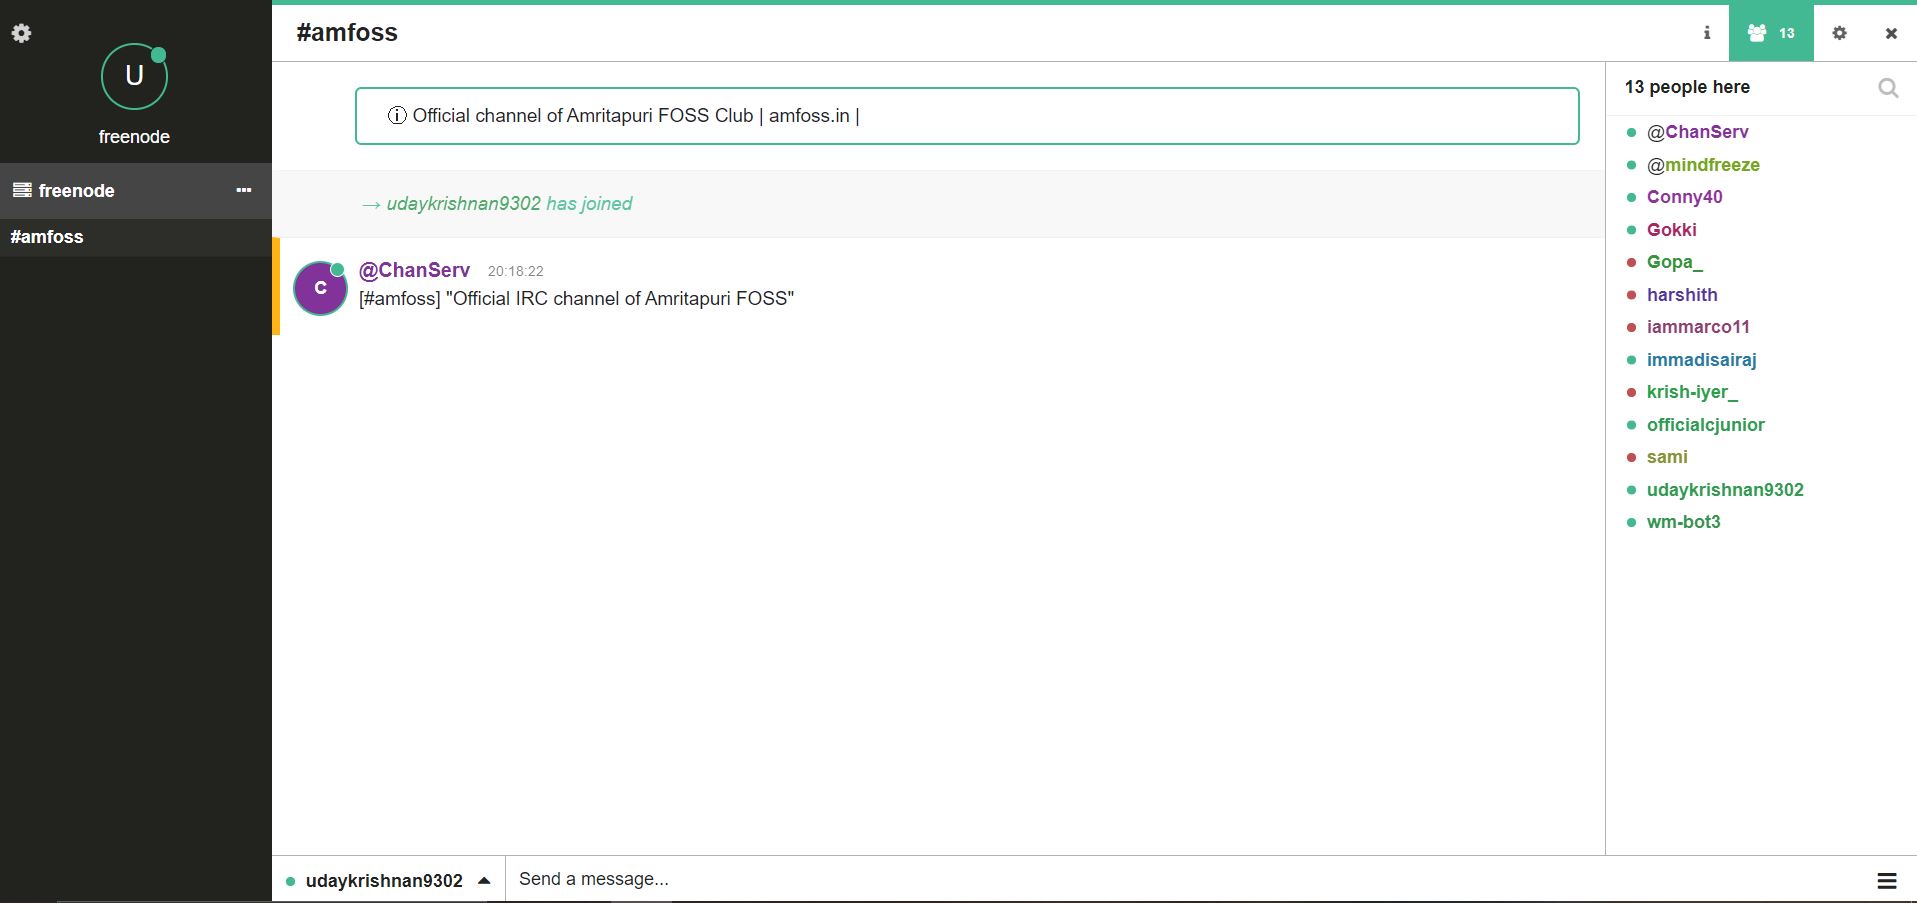 U
freenode
freenode
#amfoss
#amfoss
13
Official channel of Amritapuri FOSS Club | amfoss.in |
→ udaykrishnan9302 has joined
C
@ChanServ 20:18:22
[#amfoss] "Official IRC channel of Amritapuri FOSS"
13 people here
@ChanServ
@mindfreeze
Conny40
Gokki
Gopa_
harshith
iammarco11
immadisairaj
krish-iyer_
officialcjunior
sami
udaykrishnan9302
wm-bot3
udaykrishnan9302
Send a message...